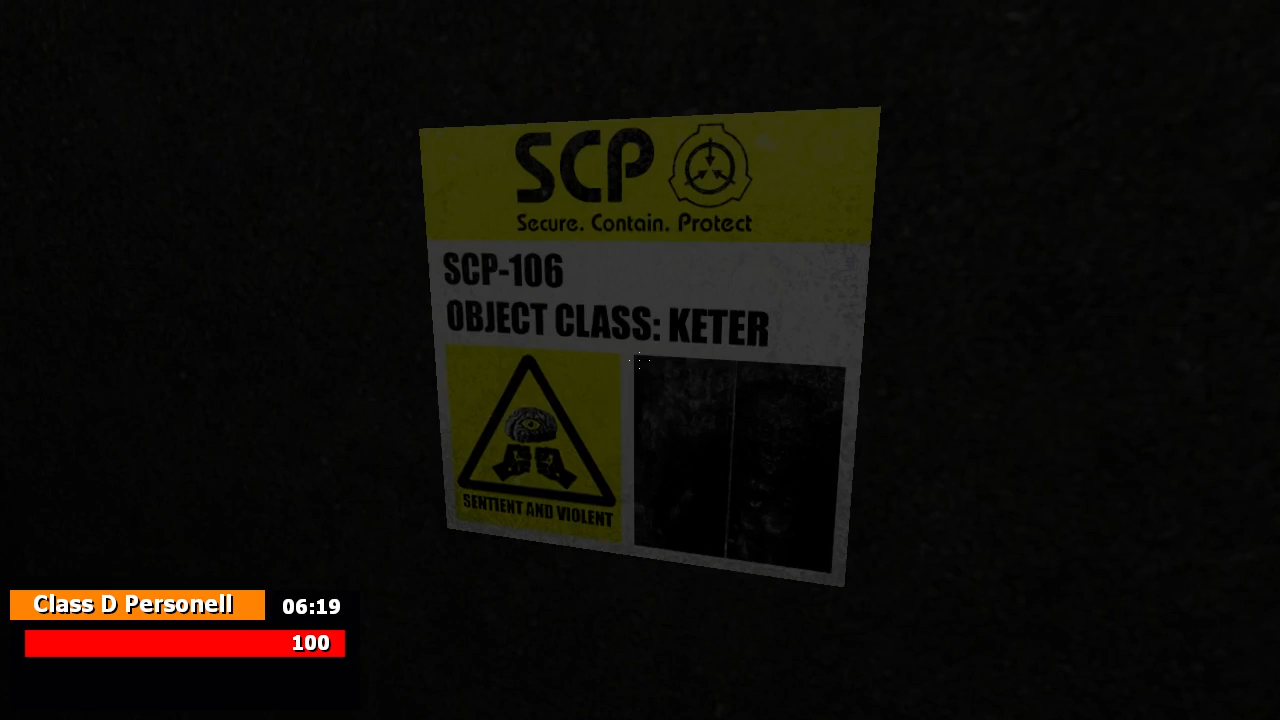 SCP
Secure. Contain. Protect
SCP-106
OBJECT CLASS: KETER
SENTIENT AND VIOLENT
Class D Personell
06:19
100